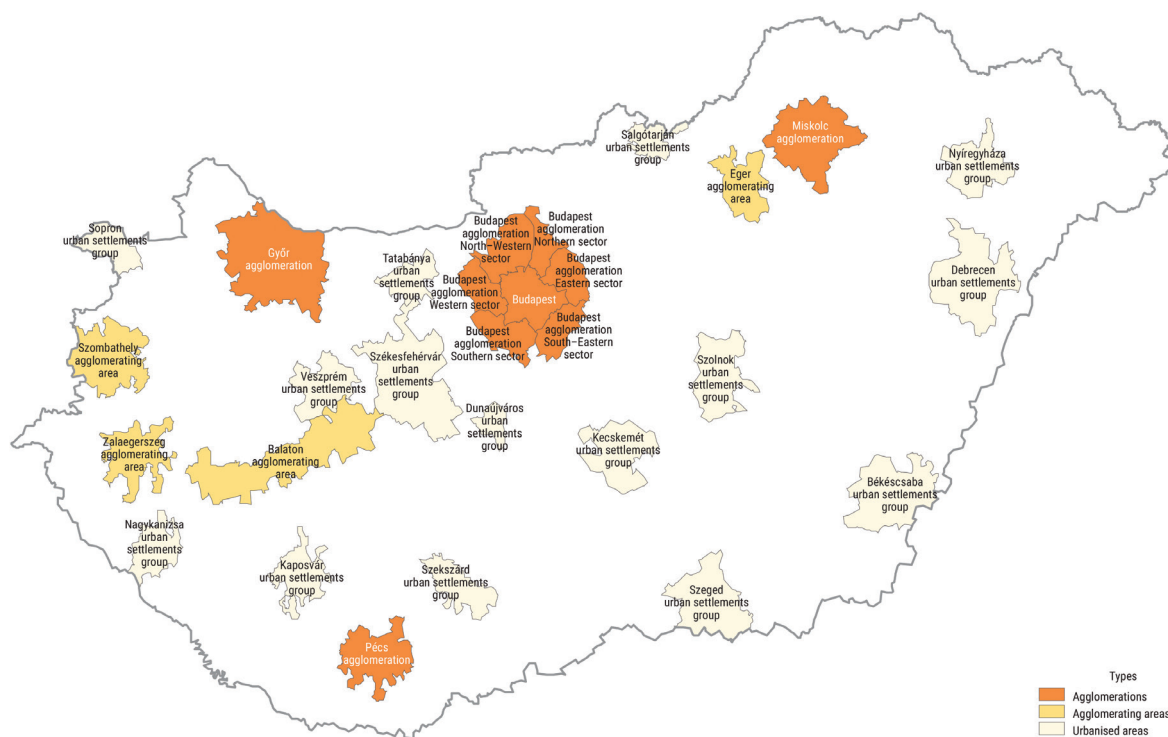 Salgótarján
urban settlements
group
Miskolc
agglomeration
Nyíregyháza
urban settlements
group
Eger
agglomerating
area
Sopron
urban settlements
group
Győr
agglomeration
Tatabánya
urban
settlements
group
Budapest
agglomeration
North–Western
sector
Budapest
agglomeration
Northern sector
Budapest
agglomeration
Eastern sector
Budapest
agglomeration
Western sector
Budapest
Budapest
agglomeration
Southern sector
Budapest
agglomeration
South–Eastern
sector
Debrecen
urban settlements
group
Szombathely
agglomerating
area
Veszprém
urban settlements
group
Székesfehérvár
urban
settlements
group
Szolnok
urban
settlements
group
Dunaújváros
urban
settlements
group
Zalaegerszeg
agglomerating
area
Balaton
agglomerating
area
Kecskemét
urban settlements
group
Békéscsaba
urban settlements
group
Nagykanizsa
urban
settlements
group
Kaposvár
urban settlements
group
Szekszárd
urban settlements
group
Szeged
urban settlements
group
Pécs
agglomeration
Types
Agglomerations
Agglomerating areas
Urbanised areas